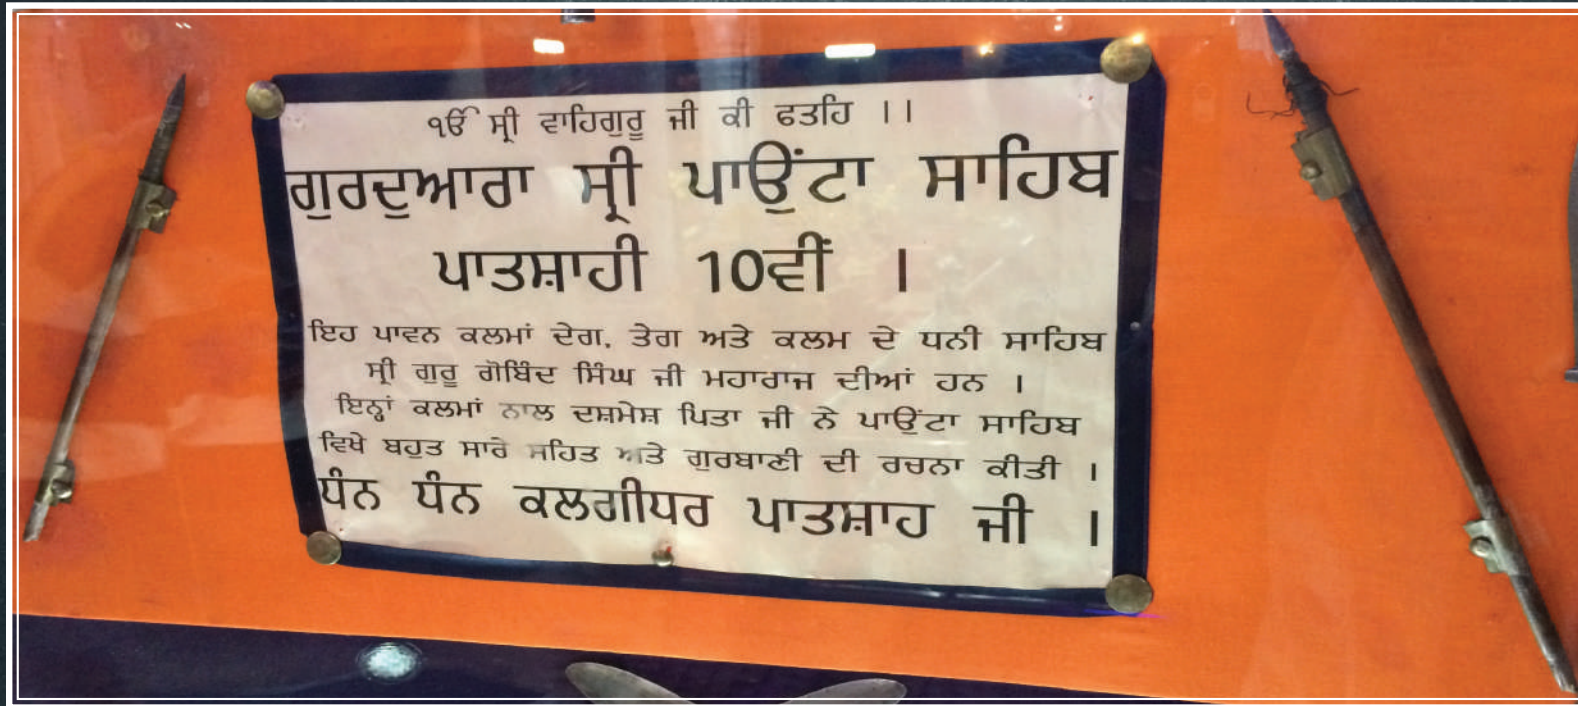 ੴ ਸ੍ਰੀ ਵਾਹਿਗੁਰੂ ਜੀ ਕੀ ਫਤਹਿ ।।
ਗੁਰਦੁਆਰਾ ਸ੍ਰੀ ਪਾਉਂਟਾ ਸਾਹਿਬ
ਪਾਤਸ਼ਾਹੀ 10ਵੀਂ ।
ਇਹ ਪਾਵਨ ਕਲਮਾਂ ਦੇਗ, ਤੇਗ ਅਤੇ ਕਲਮ ਦੇ ਧਨੀ ਸਾਹਿਬ
ਸ੍ਰੀ ਗੁਰੂ ਗੋਬਿੰਦ ਸਿੰਘ ਜੀ ਮਹਾਰਾਜ ਦੀਆਂ ਹਨ ।
ਇਨ੍ਹਾਂ ਕਲਮਾਂ ਨਾਲ ਦਸ਼ਮੇਸ਼ ਪਿਤਾ ਜੀ ਨੇ ਪਾਉਂਟਾ ਸਾਹਿਬ
ਵਿਖੇ ਬਹੁਤ ਸਾਰੇ ਸਹਿਤ ਅਤੇ ਗੁਰਬਾਣੀ ਦੀ ਰਚਨਾ ਕੀਤੀ ।
ਧੰਨ ਧੰਨ ਕਲਗੀਧਰ ਪਾਤਸ਼ਾਹ ਜੀ ।